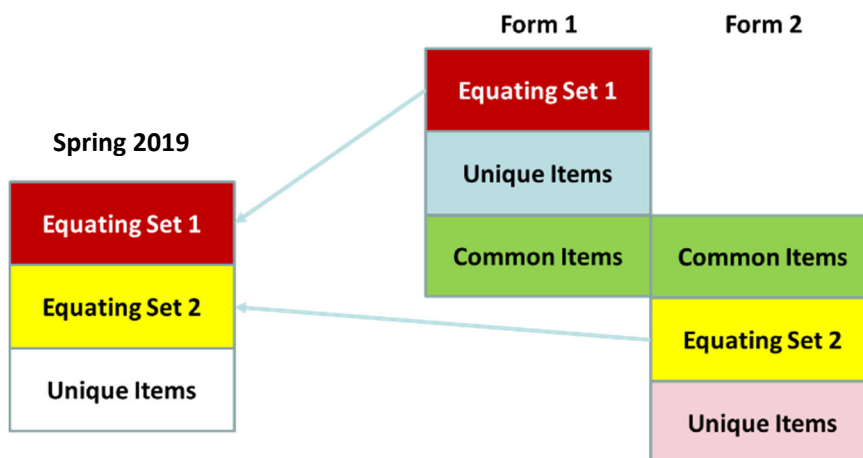 Form 1
Form 2
Equating Set 1
Unique Items
Common Items
Common Items
Equating Set 2
Unique Items
Spring 2019
Equating Set 1
Equating Set 2
Unique Items